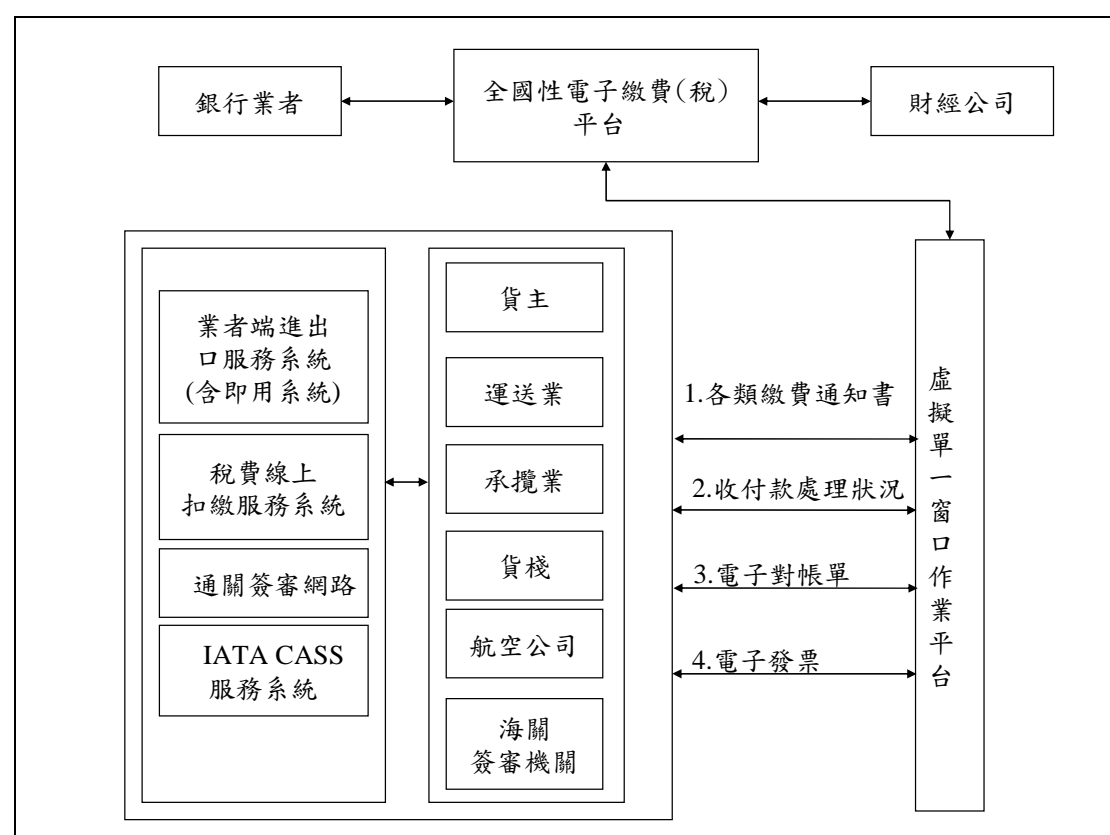 銀行業者
全國性電子繳費(稅)
平台
財經公司
業者端進出
口服務系統
(含即用系統)
稅費線上
扣繳服務系統
通關簽審網路
IATA CASS
服務系統
貨主
運送業
承攬業
貨棧
航空公司
海關
簽審機關
1.各類繳費通知書
2.收付款處理狀況
3.電子對帳單
4.電子發票
虛擬單一窗口作業平台